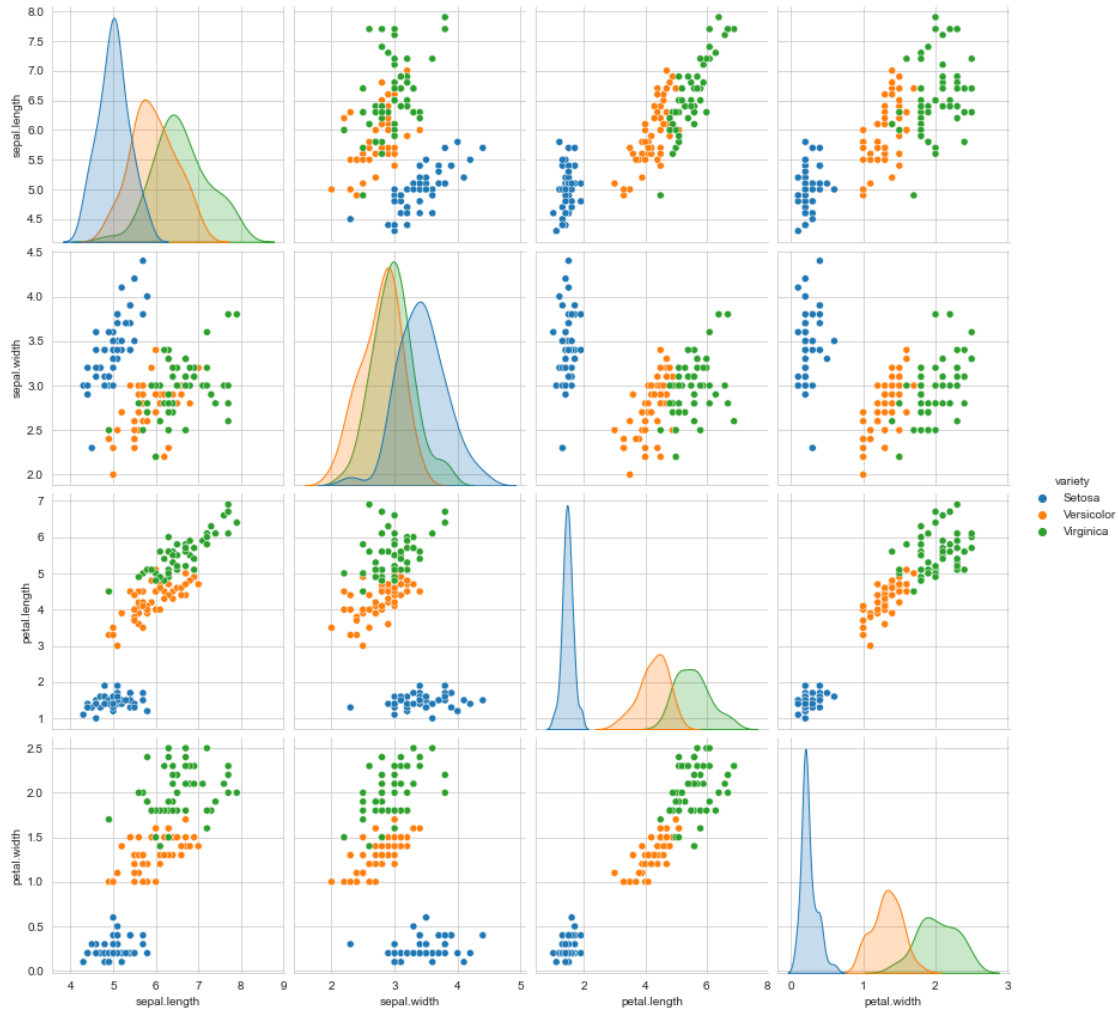 8.0
7.5
7.0
6.5
6.0
5.5
5.0
4.5
sepal.length
4.5
4.0
3.5
3.0
2.5
2.0
sepal.width
variety
Setosa
Versicolor
Virginica
7
6
5
4
3
2
1
petal.length
2.5
2.0
1.5
1.0
0.5
0.0
petal.width
4 5 6 7 8 9 2 3 4 5 2 4 6 8 0 1 2 3
sepal.length sepal.width petal.length petal.width